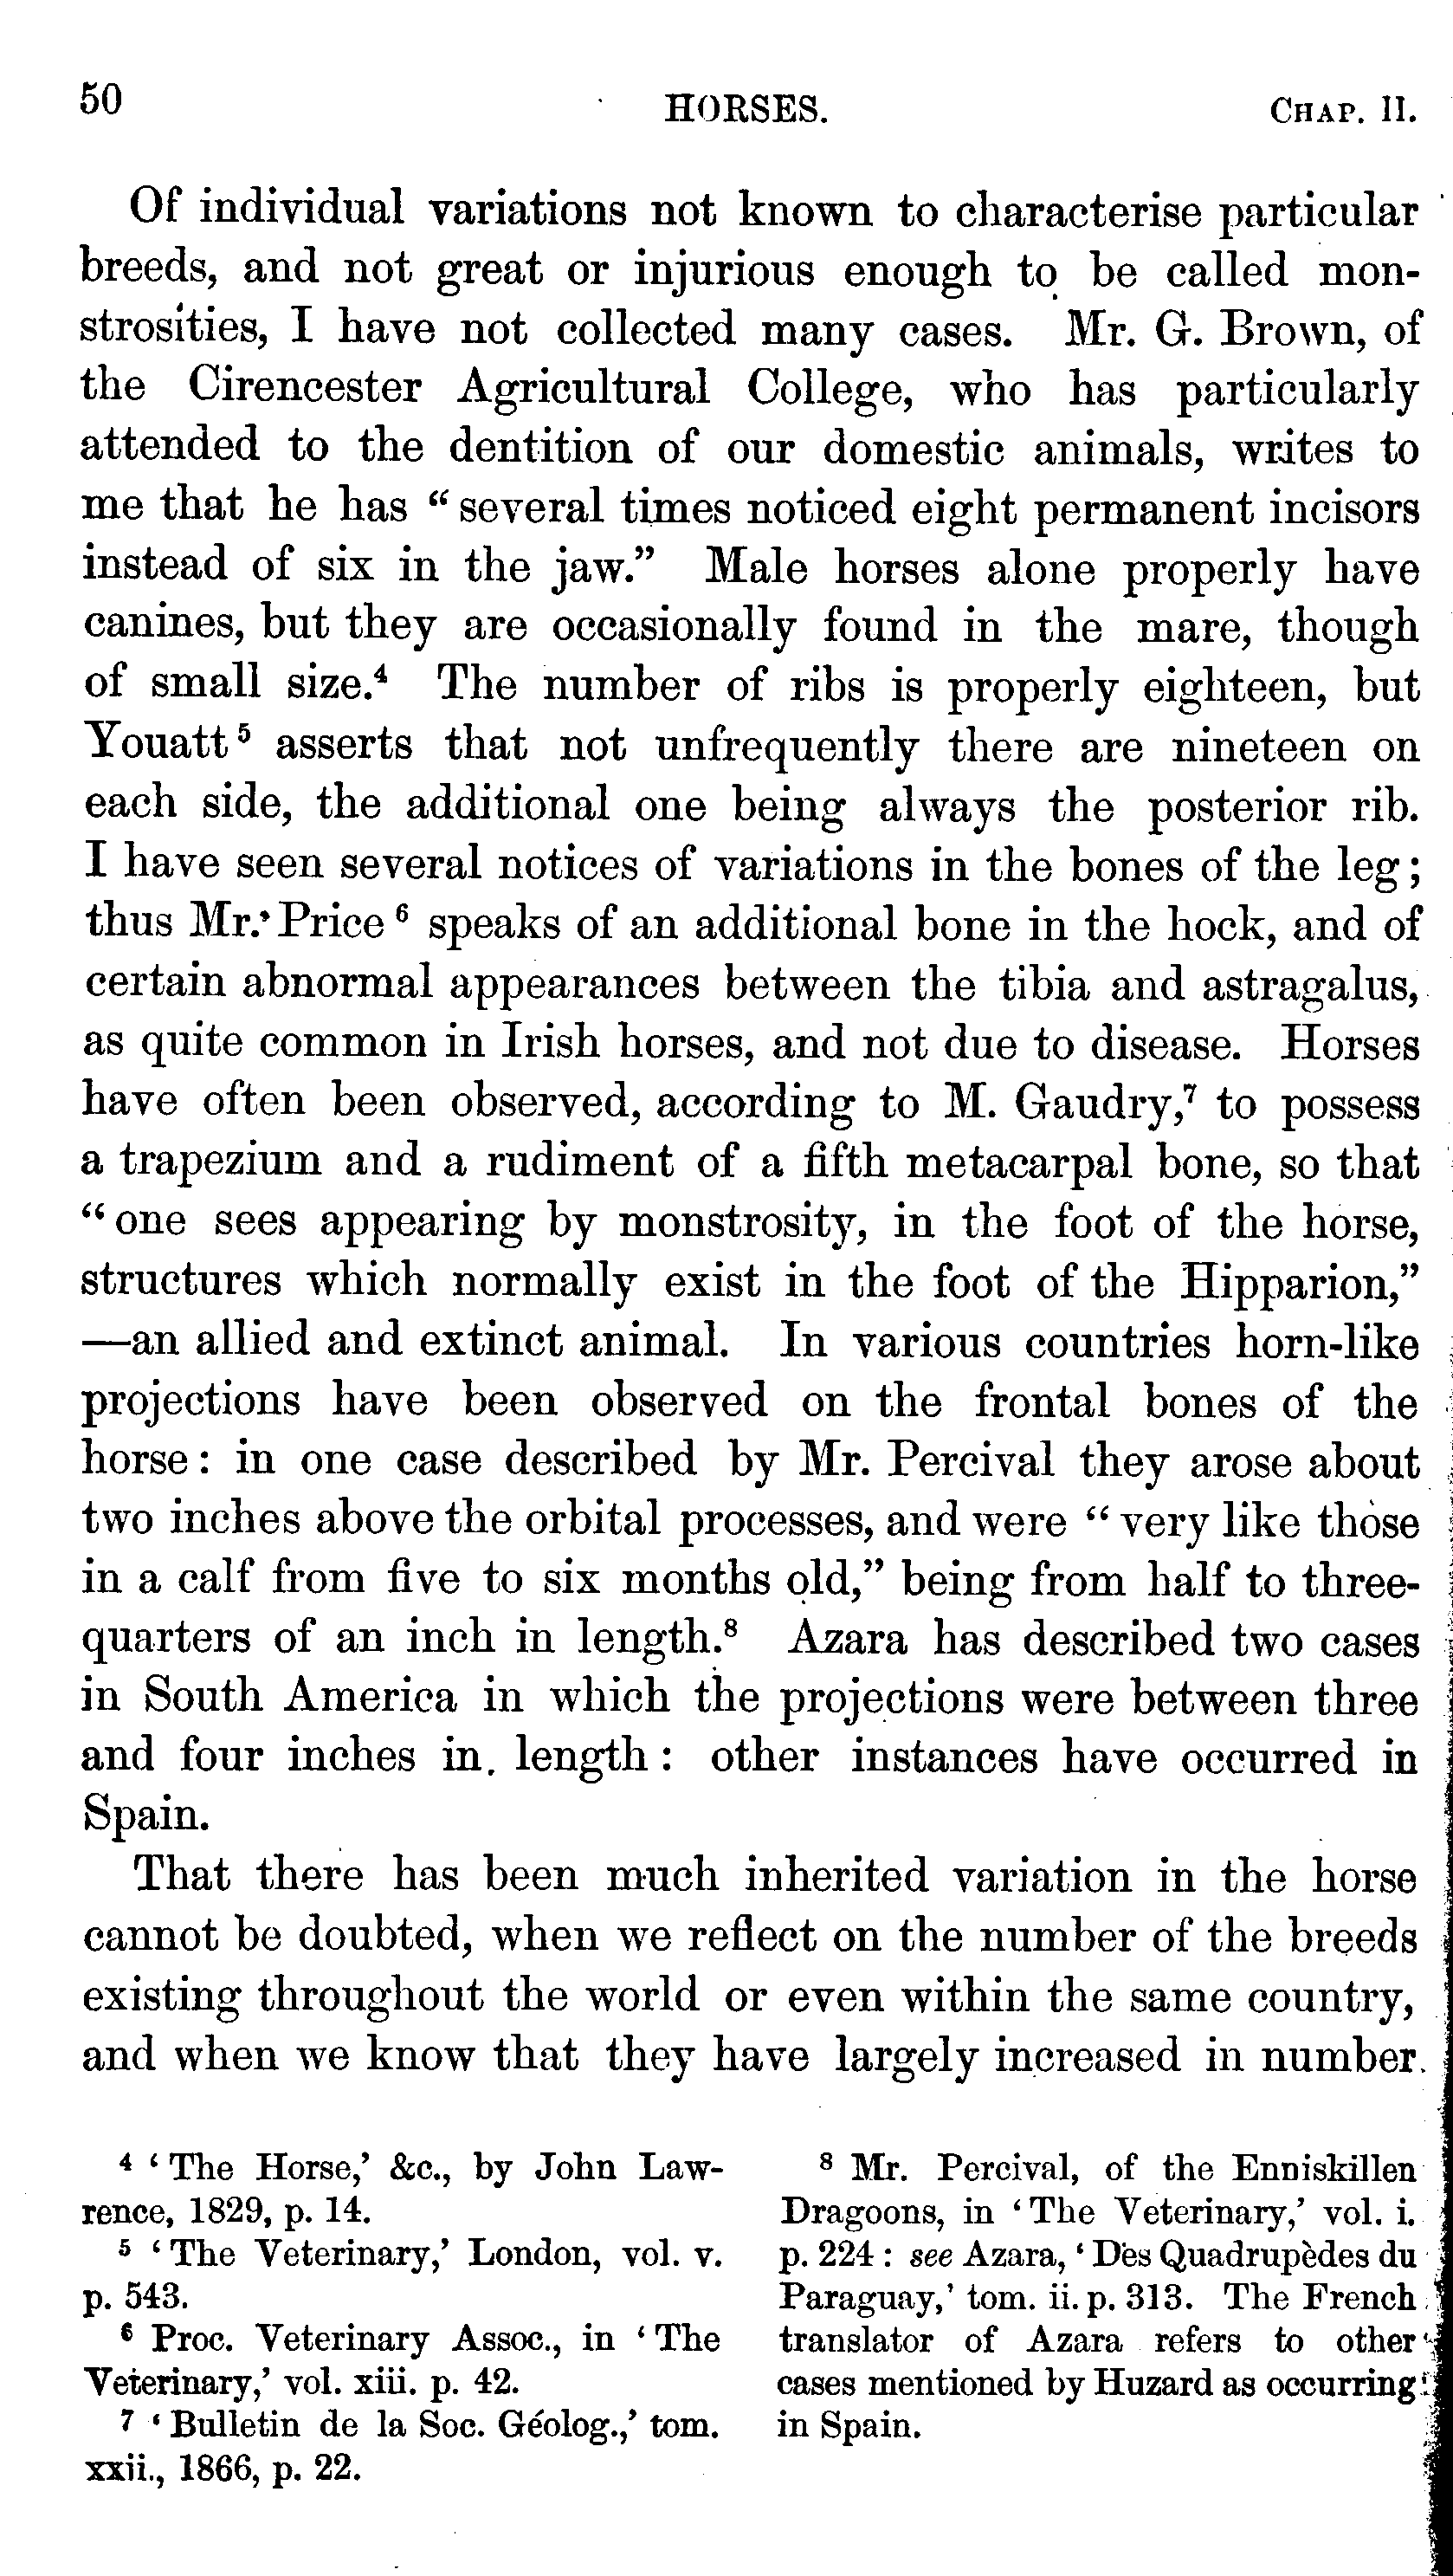 50 HORSES. CHAP. II.
Of individual variations not known to characterise particular
breeds, and not great or injurious enough to be called mon-
strosities, I have not collected many cases. Mr. G. Brown, of
the Cirencester Agricultural College, who has particularly
attended to the dentition of our domestic animals, writes to
me that he has “several times noticed eight permanent incisors
instead of six in the jaw.” Male horses alone properly have
canines, but they are occasionally found in the mare, though
of small size.⁴ The number of ribs is properly eighteen, but
Youatt⁵ asserts that not unfrequently there are nineteen on
each side, the additional one being always the posterior rib.
I have seen several notices of variations in the bones of the leg;
thus Mr. Price⁶ speaks of an additional bone in the hock, and of
certain abnormal appearances between the tibia and astragalus,
as quite common in Irish horses, and not due to disease. Horses
have often been observed, according to M. Gaudry,⁷ to possess
a trapezium and a rudiment of a fifth metacarpal bone, so that
“one sees appearing by monstrosity, in the foot of the horse,
structures which normally exist in the foot of the Hipparion,”
—an allied and extinct animal. In various countries horn-like
projections have been observed on the frontal bones of the
horse: in one case described by Mr. Percival they arose about
two inches above the orbital processes, and were “very like those
in a calf from five to six months old,” being from half to three-
quarters of an inch in length.⁸ Azara has described two cases
in South America in which the projections were between three
and four inches in length: other instances have occurred in
Spain.
That there has been much inherited variation in the horse
cannot be doubted, when we reflect on the number of the breeds
existing throughout the world or even within the same country,
and when we know that they have largely increased in number
⁴ ‘The Horse,’ &c., by John Law-
rence, 1829, p. 14.
⁵ ‘The Veterinary,’ London, vol. v.
p. 543.
⁶ Proc. Veterinary Assoc., in ‘The
Veterinary,’ vol. xiii. p. 42.
⁷ ‘Bulletin de la Soc. Géolog.,’ tom.
xxii., 1866, p. 22.
⁸ Mr. Percival, of the Enniskillen
Dragoons, in ‘The Veterinary,’ vol. i.
p. 224: see Azara, ‘Des Quadrupèdes du
Paraguay,’ tom. ii. p. 313. The French
translator of Azara refers to other
cases mentioned by Huzard as occurring
in Spain.